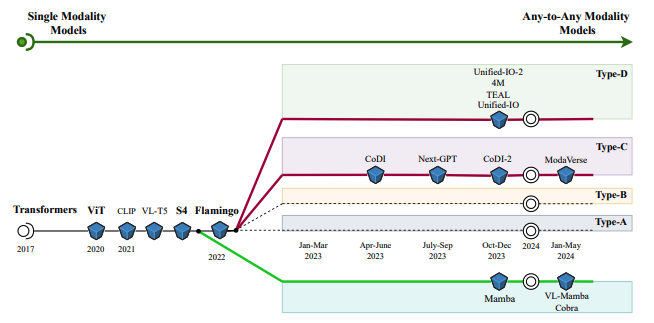 Single Modality
Models
Any-to-Any Modality
Models
Unified-IO-2
4M
TEAL
Unified-IO
Type-D
Type-C
CoDI
Next-GPT
CoDI-2
ModaVerse
Type-B
Type-A
Transformers
ViT
CLIP
VL-T5
S4
Flamingo
2017
2020
2021
2022
Jan-Mar
2023
Apr-June
2023
July-Sep
2023
Oct-Dec
2023
2024
Jan-May
2024
Mamba
VL-Mamba
Cobra